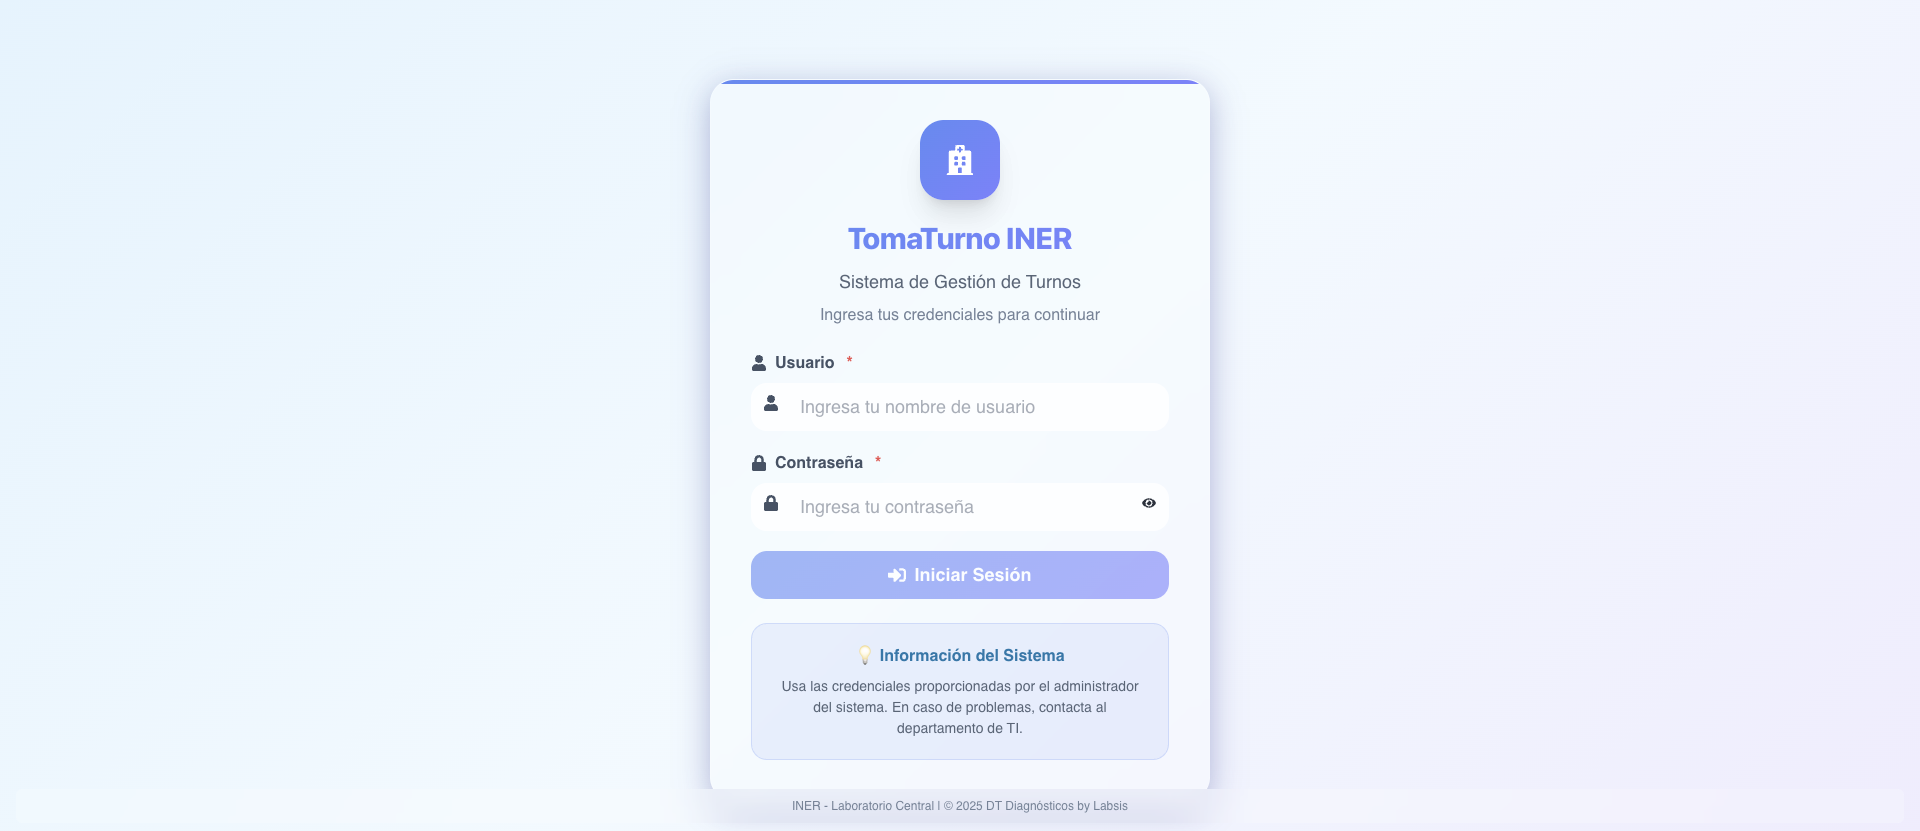 TomaTurno INER
Sistema de Gestión de Turnos
Ingresa tus credenciales para continuar
Usuario *
Ingresa tu nombre de usuario
Contraseña *
Ingresa tu contraseña
Iniciar Sesión
Información del Sistema
Usa las credenciales proporcionadas por el administrador
del sistema. En caso de problemas, contacta al
departamento de TI.
INER - Laboratorio Central | © 2025 DT Diagnósticos by Labsis